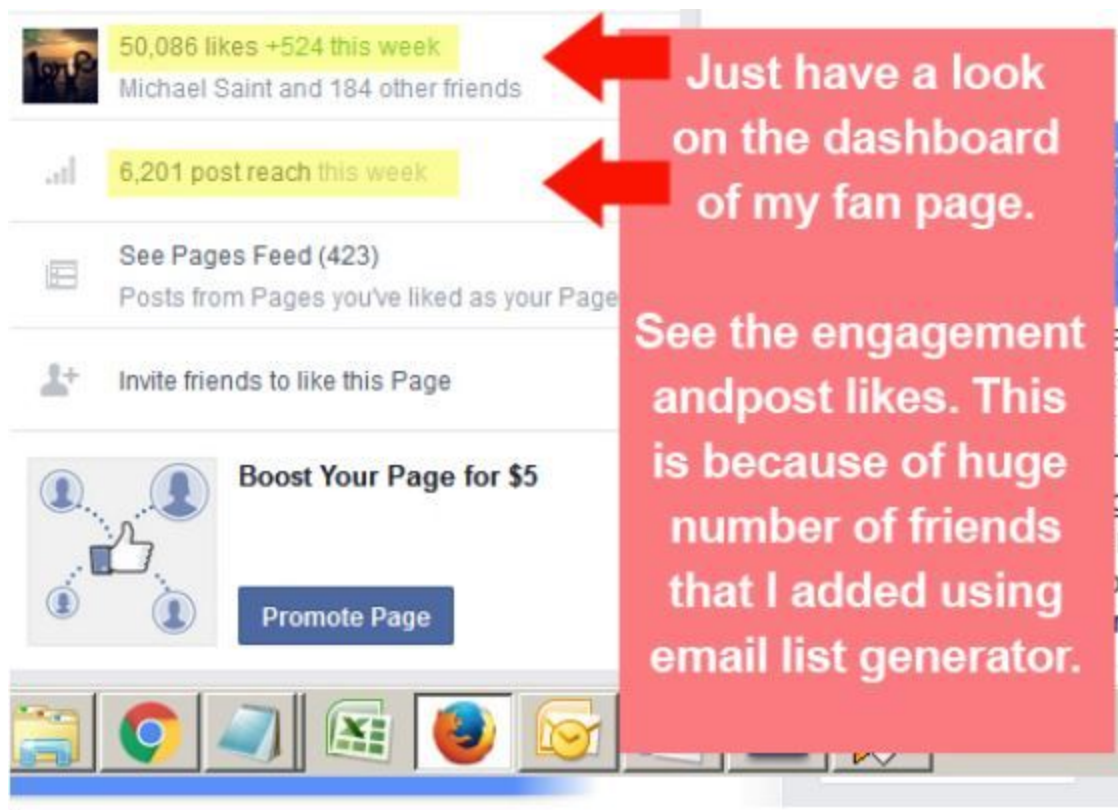 50,086 likes +524 this week
Michael Saint and 184 other friends
6,201 post reach this week
See Pages Feed (423)
Posts from Pages you've liked as your Page
Invite friends to like this Page
Boost Your Page for $5
Promote Page
Just have a look
on the dashboard
of my fan page.
See the engagement
andpost likes. This
is because of huge
number of friends
that I added using
email list generator.